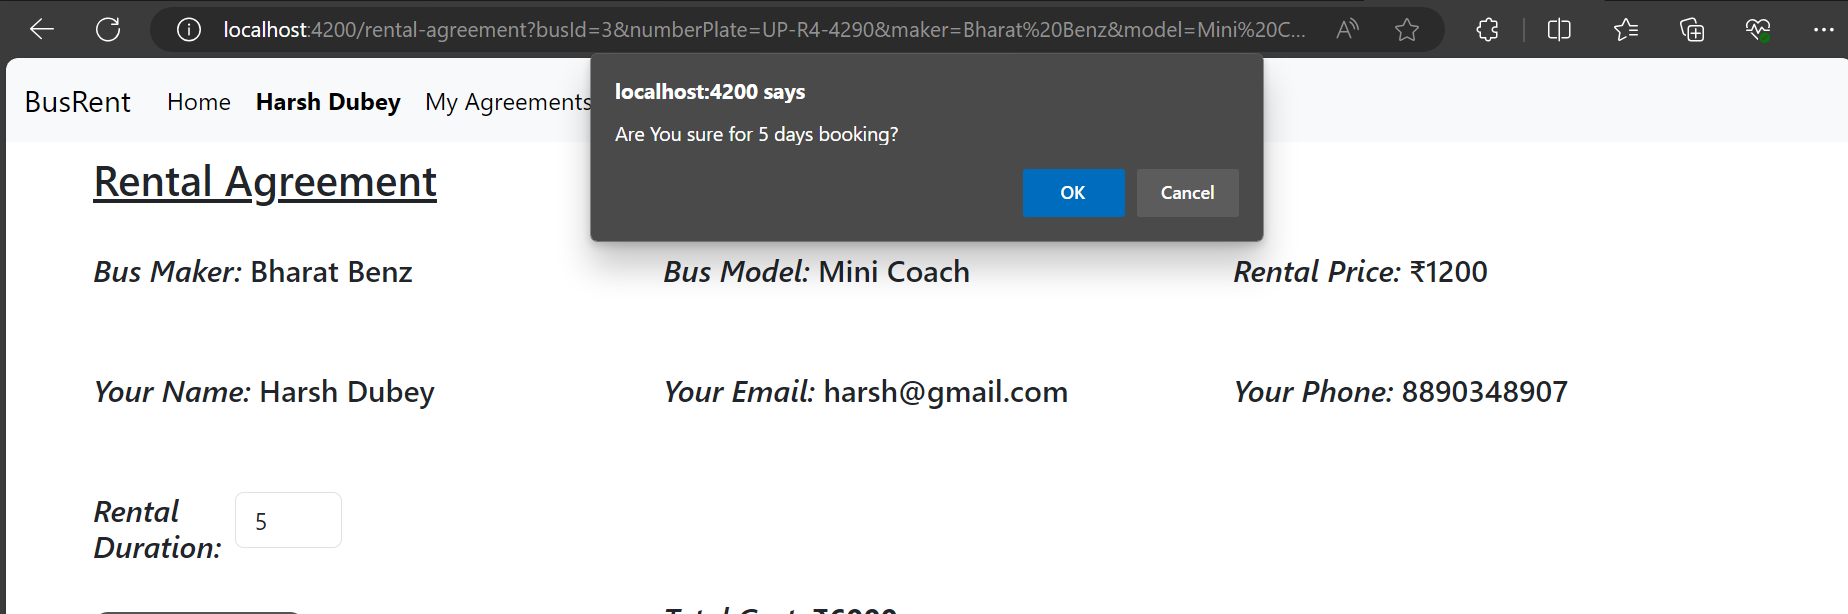 localhost:4200/rental-agreement?busId=3&numberPlate=UP-R4-4290&maker=Bharat%20Benz&model=Mini%20C...
BusRent Home Harsh Dubey My Agreements
localhost:4200 says
Are You sure for 5 days booking?
OK Cancel
Rental Agreement
Bus Maker: Bharat Benz Bus Model: Mini Coach Rental Price: ₹1200
Your Name: Harsh Dubey Your Email: harsh@gmail.com Your Phone: 8890348907
Rental
Duration: 5
Total Cost: ₹6000